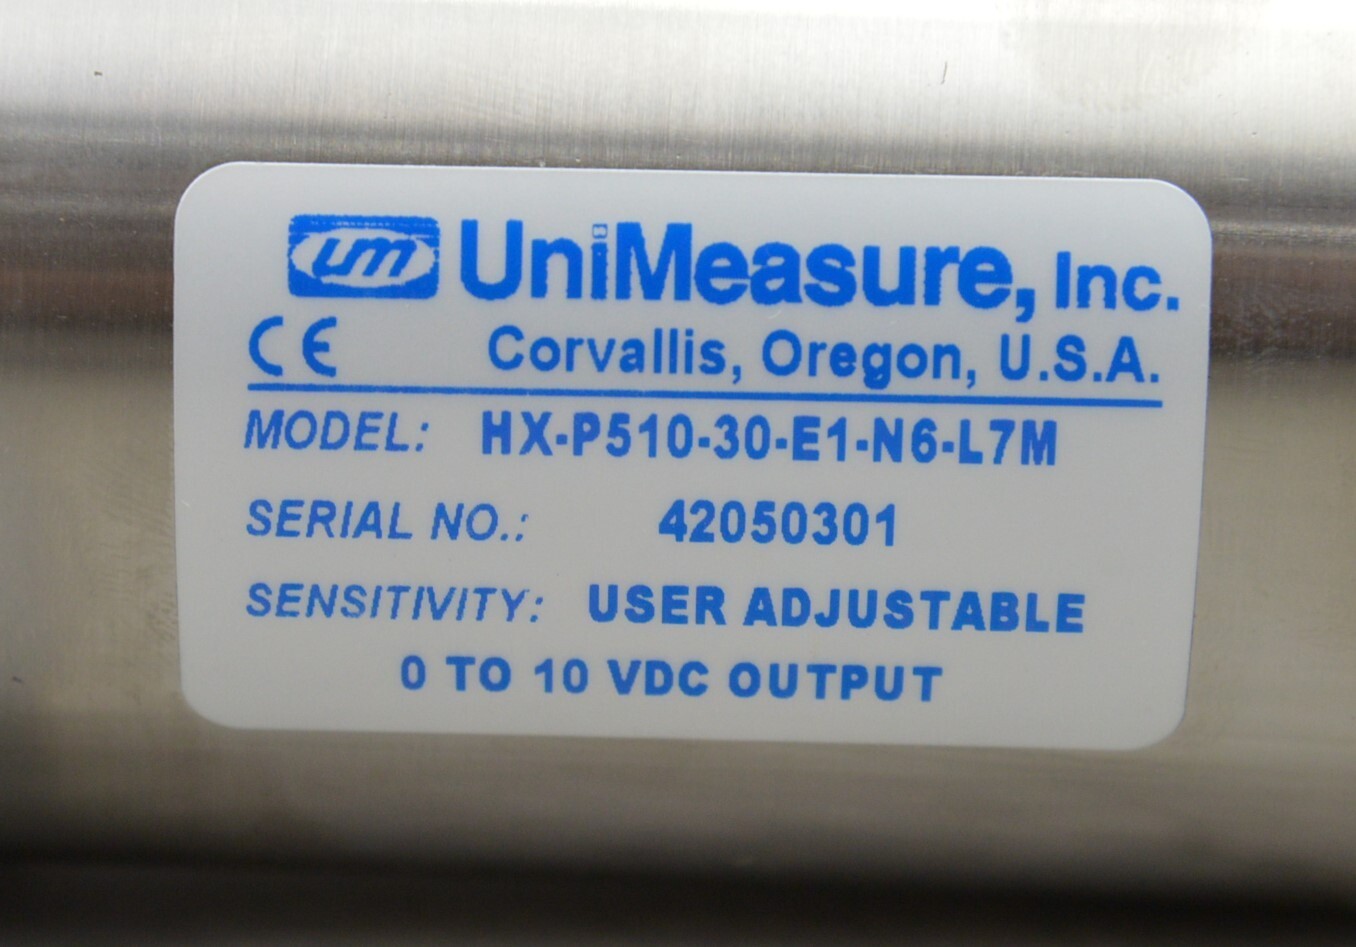 um UniMeasure, Inc.
CE Corvallis, Oregon, U.S.A.
MODEL: HX-P510-30-E1-N6-L7M
SERIAL NO.: 42050301
SENSITIVITY: USER ADJUSTABLE
0 TO 10 VDC OUTPUT